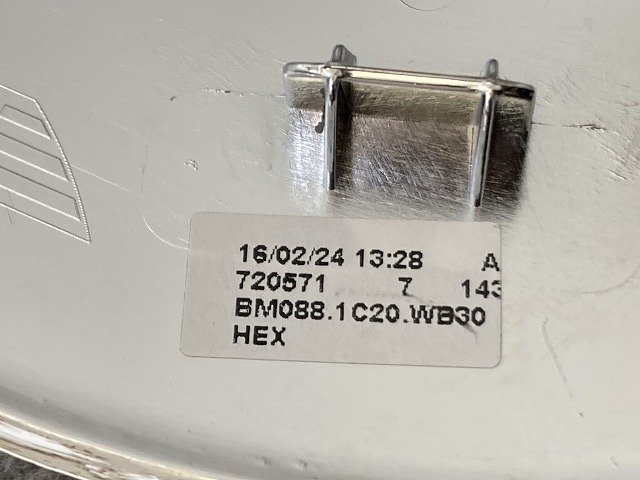 16/02/24 13:28 A
720571 7 143
BM088.1C20.WB30
HEX